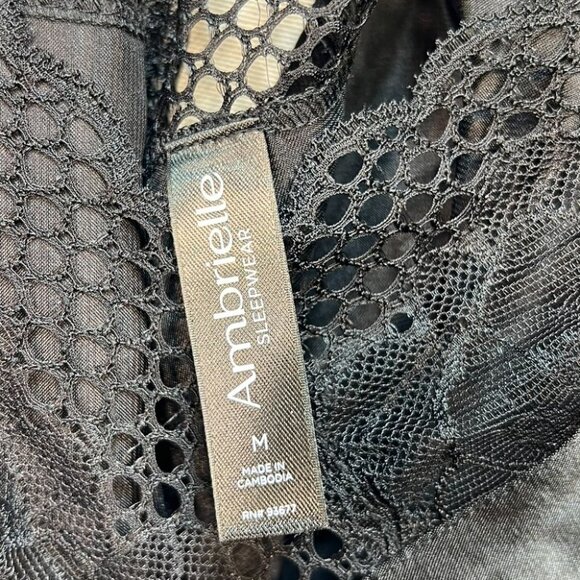 Ambrielle
SLEEPWEAR
M
MADE IN
CAMBODIA
RN# 93677